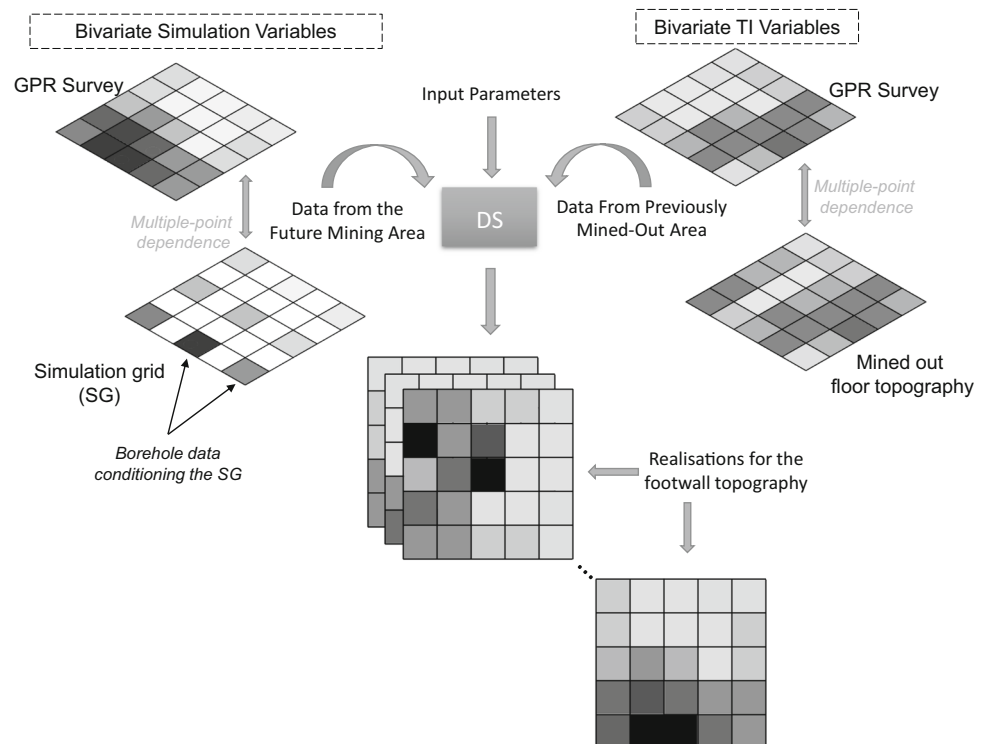 Bivariate Simulation Variables
Bivariate TI Variables
GPR Survey
Input Parameters
GPR Survey
Multiple-point
dependence
Data from the
Future Mining Area
DS
Data From Previously
Mined-Out Area
Multiple-point
dependence
Simulation grid
(SG)
Mined out
floor topography
Borehole data
conditioning the SG
Realisations for the
footwall topography